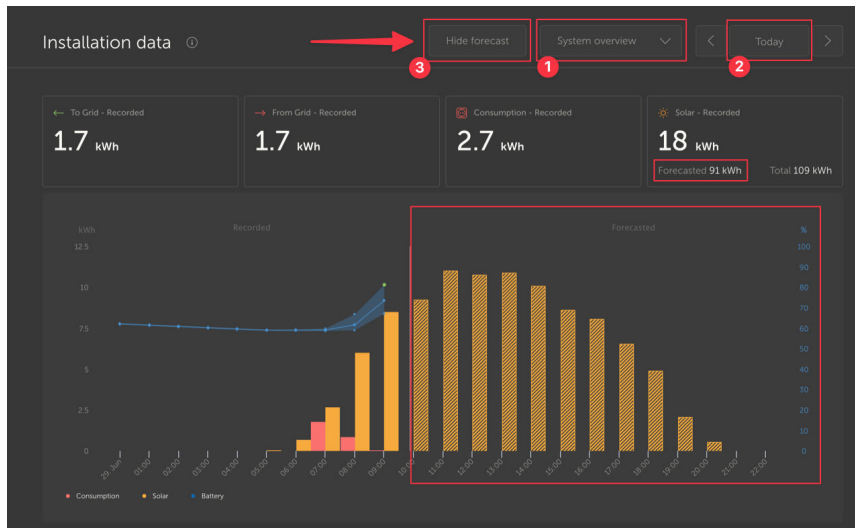 Installation data
Hide forecast
System overview
Today
3
1
2
To Grid - Recorded
1.7 kWh
From Grid - Recorded
1.7 kWh
Consumption - Recorded
2.7 kWh
Solar - Recorded
18 kWh
Forecasted 91 kWh
Total 109 kWh
kWh
Recorded
Forecasted
%
12.5
100
90
10
80
70
7.5
60
50
5
40
30
2.5
20
10
0
0
29. Jun
01:00
02:00
03:00
04:00
05:00
06:00
07:00
08:00
09:00
10:00
11:00
12:00
13:00
14:00
15:00
16:00
17:00
18:00
19:00
20:00
21:00
22:00
Consumption
Solar
Battery